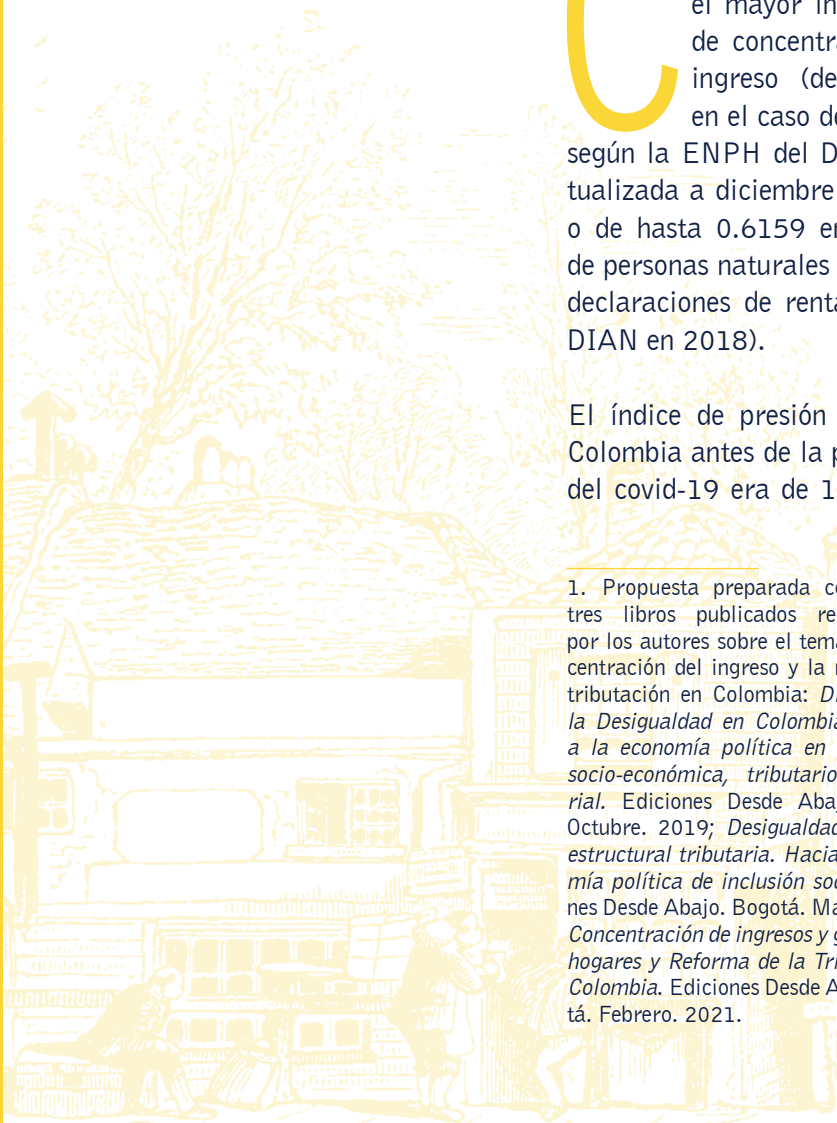 C
el mayor in
de concentra
ingreso (de
en el caso de
según la ENPH del D
tualizada a diciembre
o de hasta 0.6159 en
de personas naturales
declaraciones de renta
DIAN en 2018).
El índice de presión
Colombia antes de la p
del covid-19 era de 1
1. Propuesta preparada co
tres libros publicados re
por los autores sobre el tema
centración del ingreso y la
tributación en Colombia: Di
la Desigualdad en Colombia
a la economía política en
socio-económica, tributario
rial. Ediciones Desde Aba
Octubre. 2019; Desigualdad
estructural tributaria. Hacia
mía política de inclusión soc
nes Desde Abajo. Bogotá. Ma
Concentración de ingresos y g
hogares y Reforma de la Tri
Colombia. Ediciones Desde A
tá. Febrero. 2021.